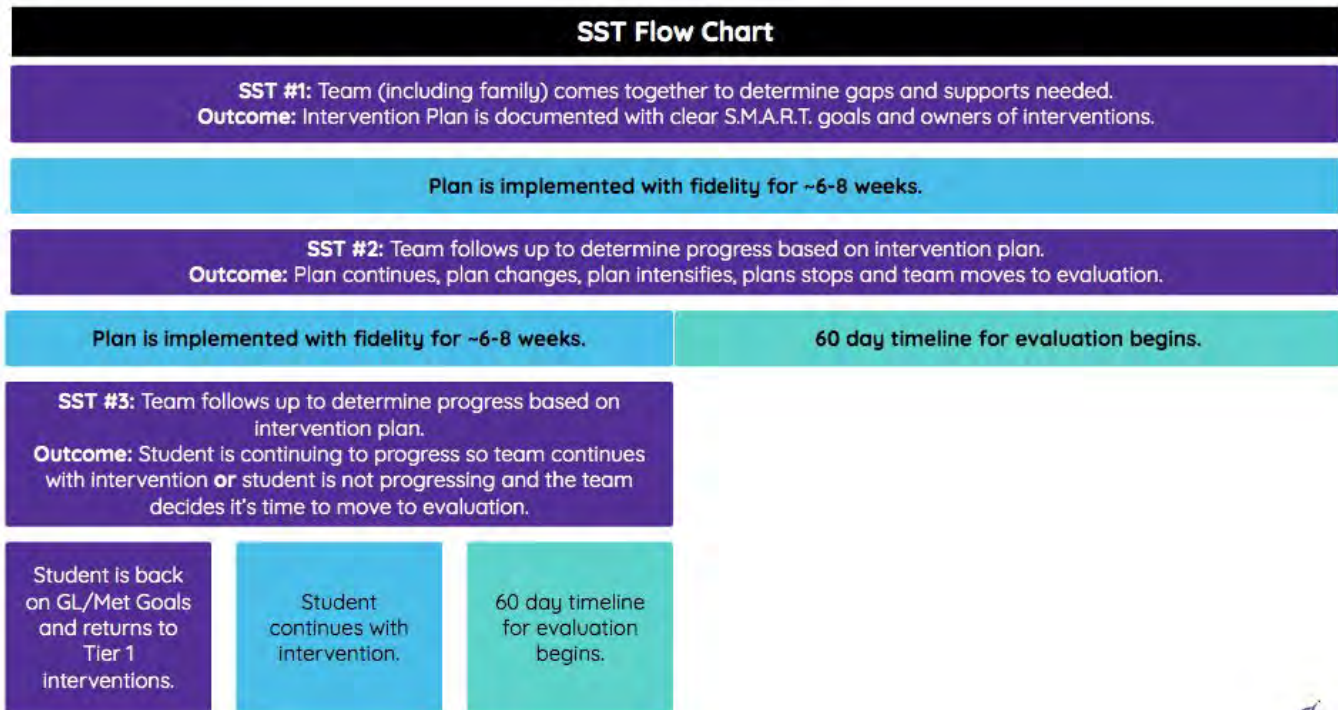 SST Flow Chart
SST #1: Team (including family) comes together to determine gaps and supports needed.
Outcome: Intervention Plan is documented with clear S.M.A.R.T. goals and owners of interventions.
Plan is implemented with fidelity for ~6-8 weeks.
SST #2: Team follows up to determine progress based on intervention plan.
Outcome: Plan continues, plan changes, plan intensifies, plans stops and team moves to evaluation.
Plan is implemented with fidelity for ~6-8 weeks.
60 day timeline for evaluation begins.
SST #3: Team follows up to determine progress based on
intervention plan.
Outcome: Student is continuing to progress so team continues
with intervention or student is not progressing and the team
decides it's time to move to evaluation.
Student is back
on GL/Met Goals
and returns to
Tier 1
interventions.
Student
continues with
intervention.
60 day timeline
for evaluation
begins.